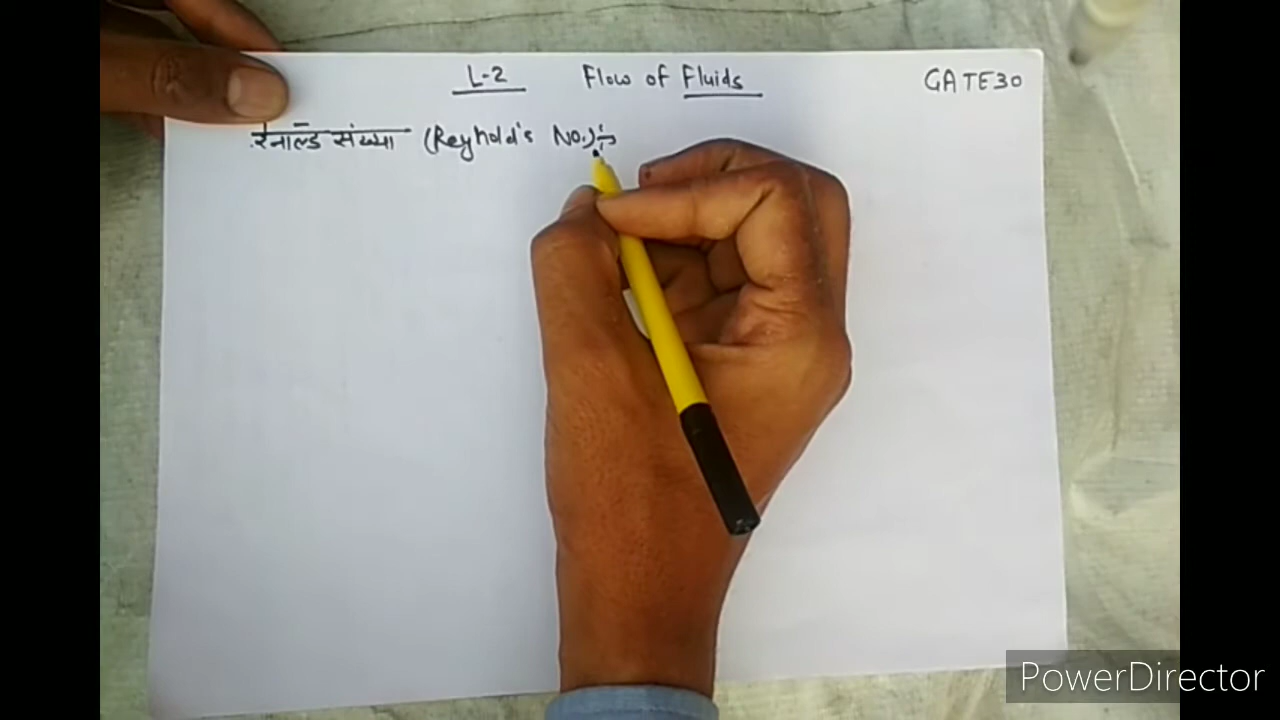 L-2 Flow of Fluids GATE30
रेनाल्ड संख्या (Reynold's No.):-
PowerDirector